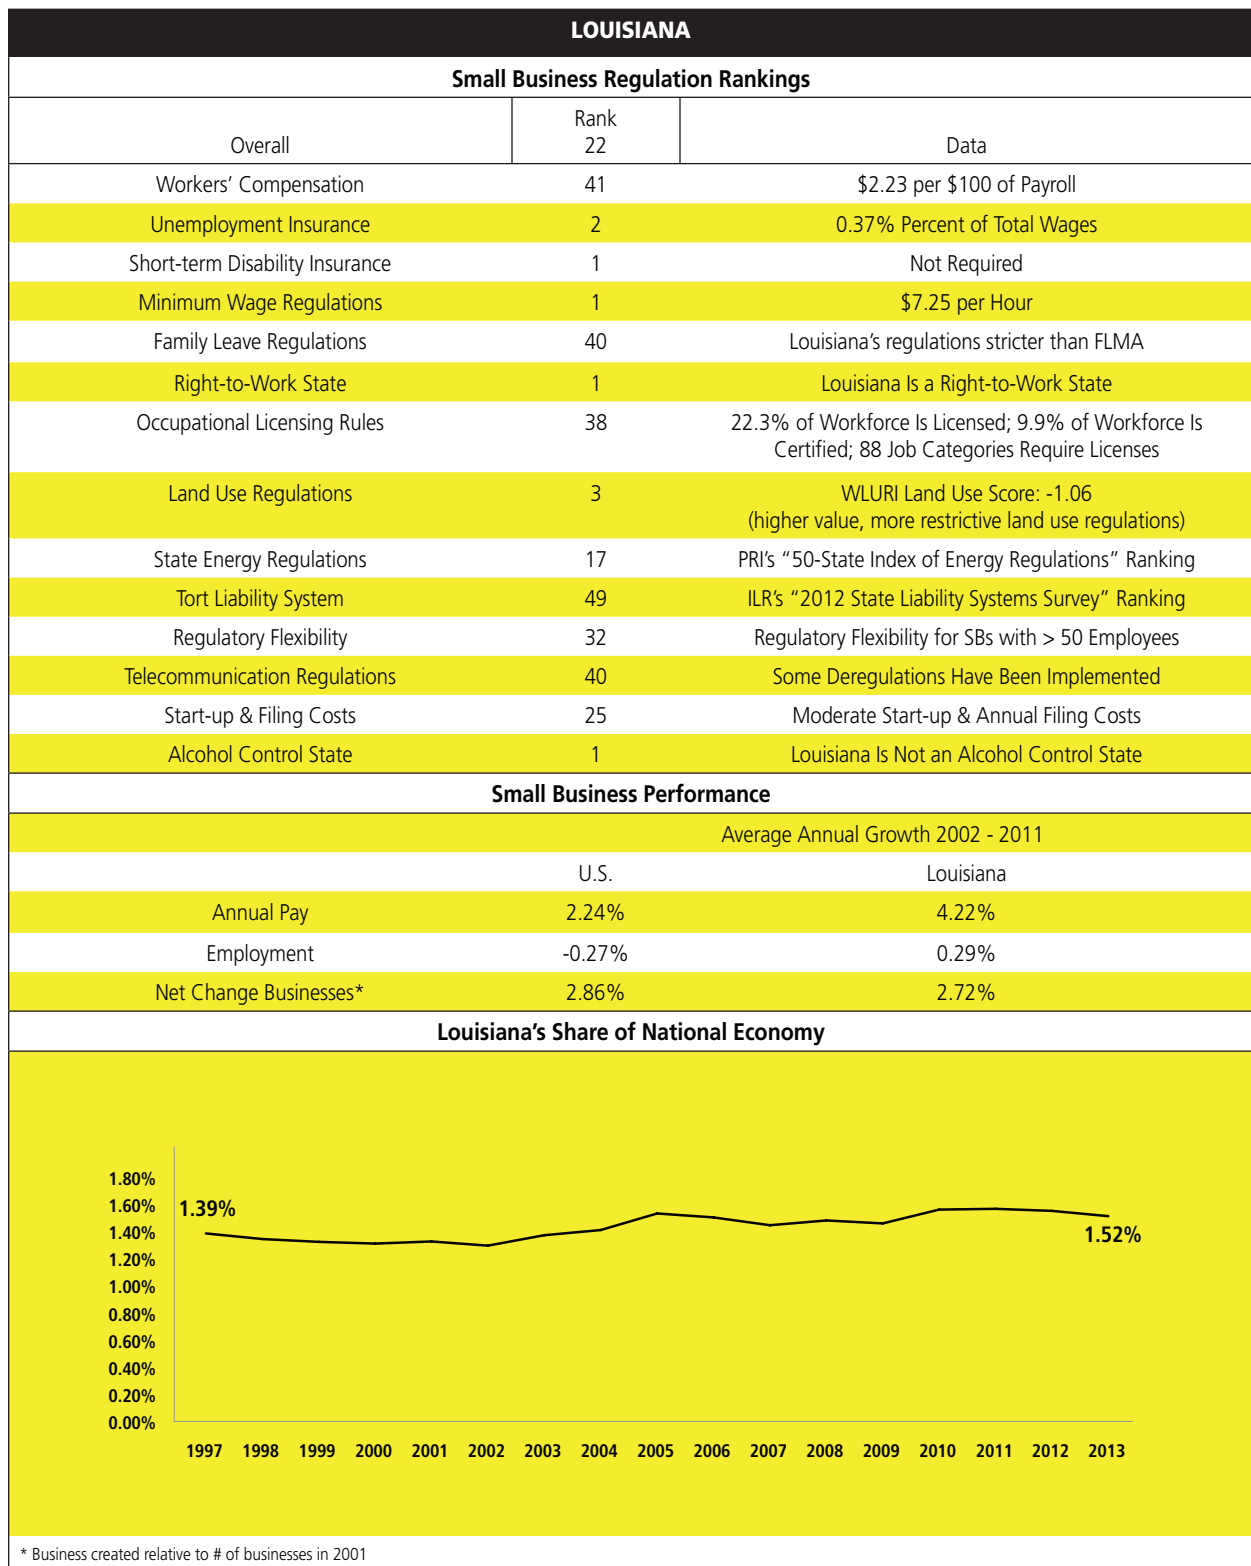 LOUISIANA
Small Business Regulation Rankings
Rank
Overall 22 Data
Workers' Compensation 41 $2.23 per $100 of Payroll
Unemployment Insurance 2 0.37% Percent of Total Wages
Short-term Disability Insurance 1 Not Required
Minimum Wage Regulations 1 $7.25 per Hour
Family Leave Regulations 40 Louisiana's regulations stricter than FLMA
Right-to-Work State 1 Louisiana Is a Right-to-Work State
Occupational Licensing Rules 38 22.3% of Workforce Is Licensed; 9.9% of Workforce Is
Certified; 88 Job Categories Require Licenses
Land Use Regulations 3 WLURI Land Use Score: -1.06
(higher value, more restrictive land use regulations)
State Energy Regulations 17 PRI's “50-State Index of Energy Regulations” Ranking
Tort Liability System 49 ILR's “2012 State Liability Systems Survey” Ranking
Regulatory Flexibility 32 Regulatory Flexibility for SBs with > 50 Employees
Telecommunication Regulations 40 Some Deregulations Have Been Implemented
Start-up & Filing Costs 25 Moderate Start-up & Annual Filing Costs
Alcohol Control State 1 Louisiana Is Not an Alcohol Control State
Small Business Performance
Average Annual Growth 2002 - 2011
U.S. Louisiana
Annual Pay 2.24% 4.22%
Employment -0.27% 0.29%
Net Change Businesses* 2.86% 2.72%
Louisiana's Share of National Economy
1.80%
1.60%
1.39%
1.40%
1.52%
1.20%
1.00%
0.80%
0.60%
0.40%
0.20%
0.00%
1997 1998 1999 2000 2001 2002 2003 2004 2005 2006 2007 2008 2009 2010 2011 2012 2013
* Business created relative to # of businesses in 2001